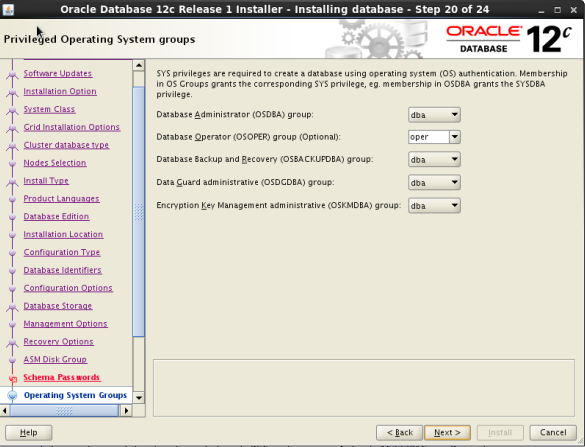 Oracle Database 12c Release 1 Installer - Installing database - Step 20 of 24
Privileged Operating System groups
ORACLE
DATABASE
12c
Software Updates
Installation Option
System Class
Grid Installation Options
Cluster database type
Nodes Selection
Install Type
Product Languages
Database Edition
Installation Location
Configuration Type
Database Identifiers
Configuration Options
Database Storage
Management Options
Recovery Options
ASM Disk Group
Schema Passwords
Operating System Groups
SYS privileges are required to create a database using operating system (OS) authentication. Membership
in OS Groups grants the corresponding SYS privilege, eg. membership in OSDBA grants the SYSDBA
privilege.
Database Administrator (OSDBA) group: dba
Database Operator (OSOPER) group (Optional): oper
Database Backup and Recovery (OSBACKUPDBA) group: dba
Data Guard administrative (OSDGDBA) group: dba
Encryption Key Management administrative (OSKMDBA) group: dba
Help
< Back
Next >
Install
Cancel